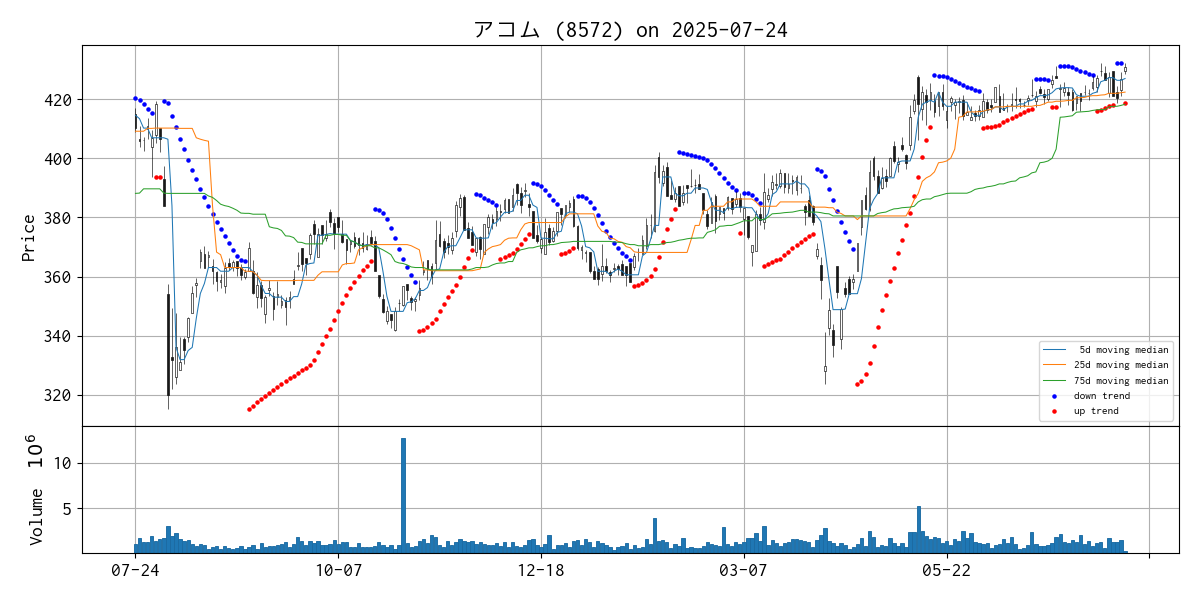 アコム (8572) on 2025-07-24
Price
420
400
380
360
340
320
5d moving median
25d moving median
75d moving median
down trend
up trend
Volume 10^6
10
5
07-24
10-07
12-18
03-07
05-22